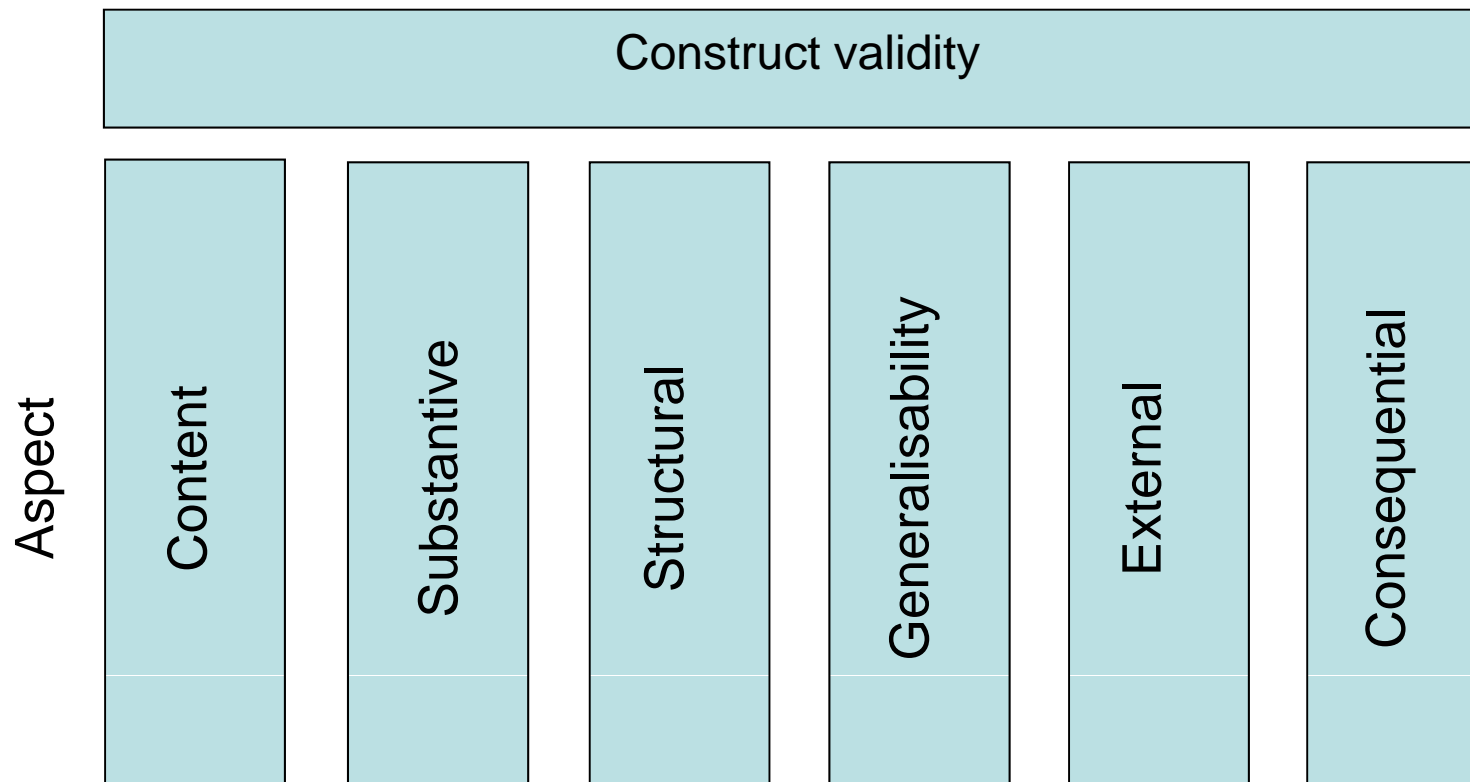 Construct validity
Aspect
Content
Substantive
Structural
Generalisability
External
Consequential